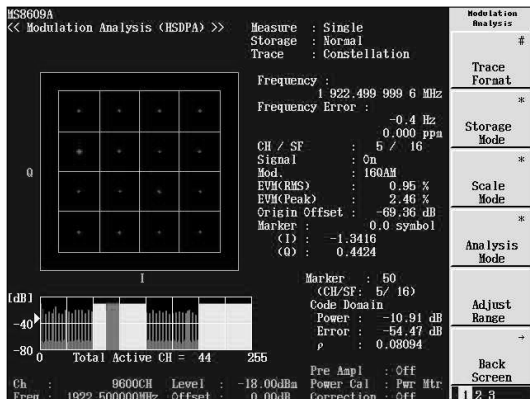 MS8609A
<< Modulation Analysis (HSDPA) >>
Measure : Single
Storage : Normal
Trace : Constellation
Frequency :
1 922.499 999 6 MHz
Frequency Error :
-0.4 Hz
0.000 ppm
CH / SF : 5 / 16
Signal : On
Mod. : 16QAM
EVM(RMS) : 0.95 %
EVM(Peak) : 2.46 %
Origin Offset : -69.36 dB
Marker : 0.0 symbol
(I) : -1.3416
(Q) : 0.4424
Q
I
Marker : 50
(CH/SF: 5/ 16)
Code Domain
Power : -10.91 dB
Error : -54.47 dB
ρ : 0.08094
[dB]
-40
-80
0
Total Active CH = 44
255
Pre Ampl : Off
Ch : 9600CH Level : -18.00dBm Power Cal : Pwr Mtr
Freq : 1922.500000MHz Offset : 0.00dB Correction : Off
Modulation
Analysis
#
Trace
Format
*
Storage
Mode
*
Scale
Mode
*
Analysis
Mode
Adjust
Range
→
Back
Screen
1 2 3